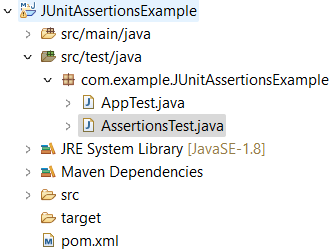 JUnitAssertionsExample
src/main/java
src/test/java
com.example.JUnitAssertionsExample
AppTest.java
AssertionsTest.java
JRE System Library [JavaSE-1.8]
Maven Dependencies
src
target
pom.xml